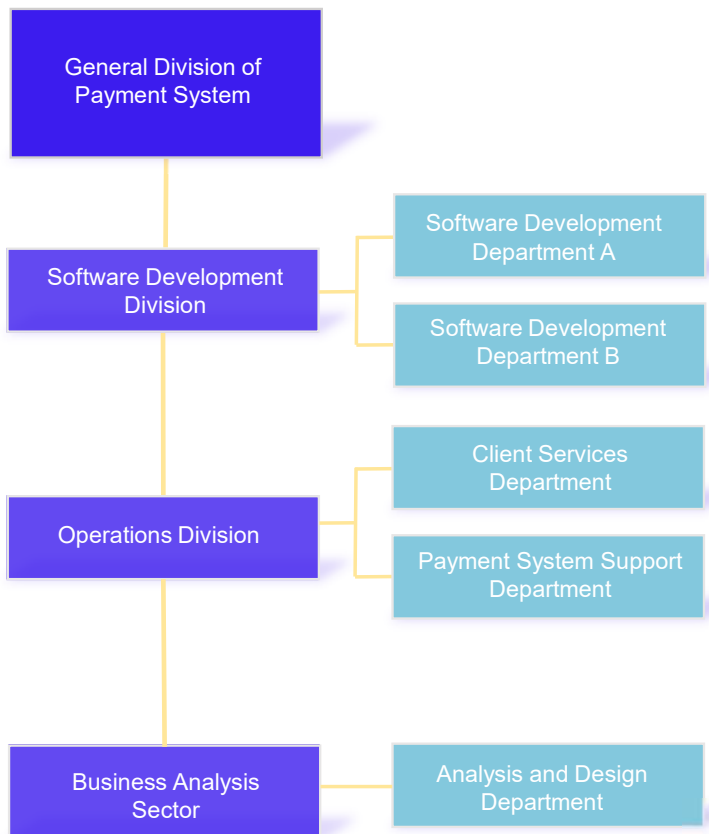 General Division of
Payment System
Software Development
Division
Software Development
Department A
Software Development
Department B
Operations Division
Client Services
Department
Payment System Support
Department
Business Analysis
Sector
Analysis and Design
Department